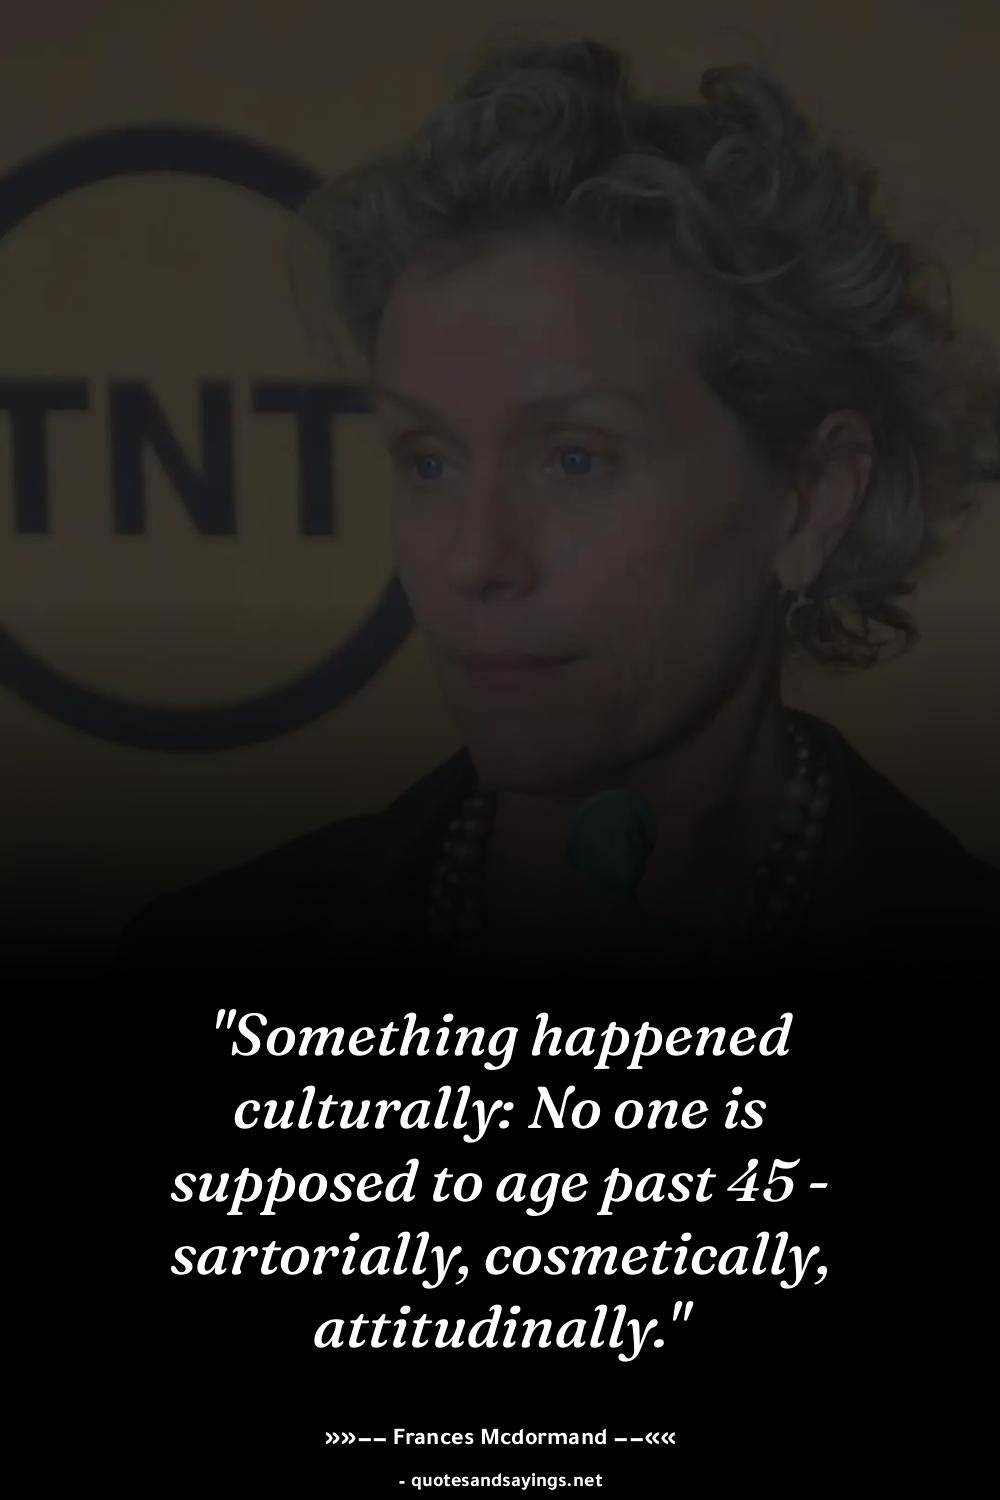 TNT
"Something happened
culturally: No one is
supposed to age past 45 -
sartorially, cosmetically,
attitudinally."
»»—— Frances Mcdormand ——««
- quotesandsayings.net